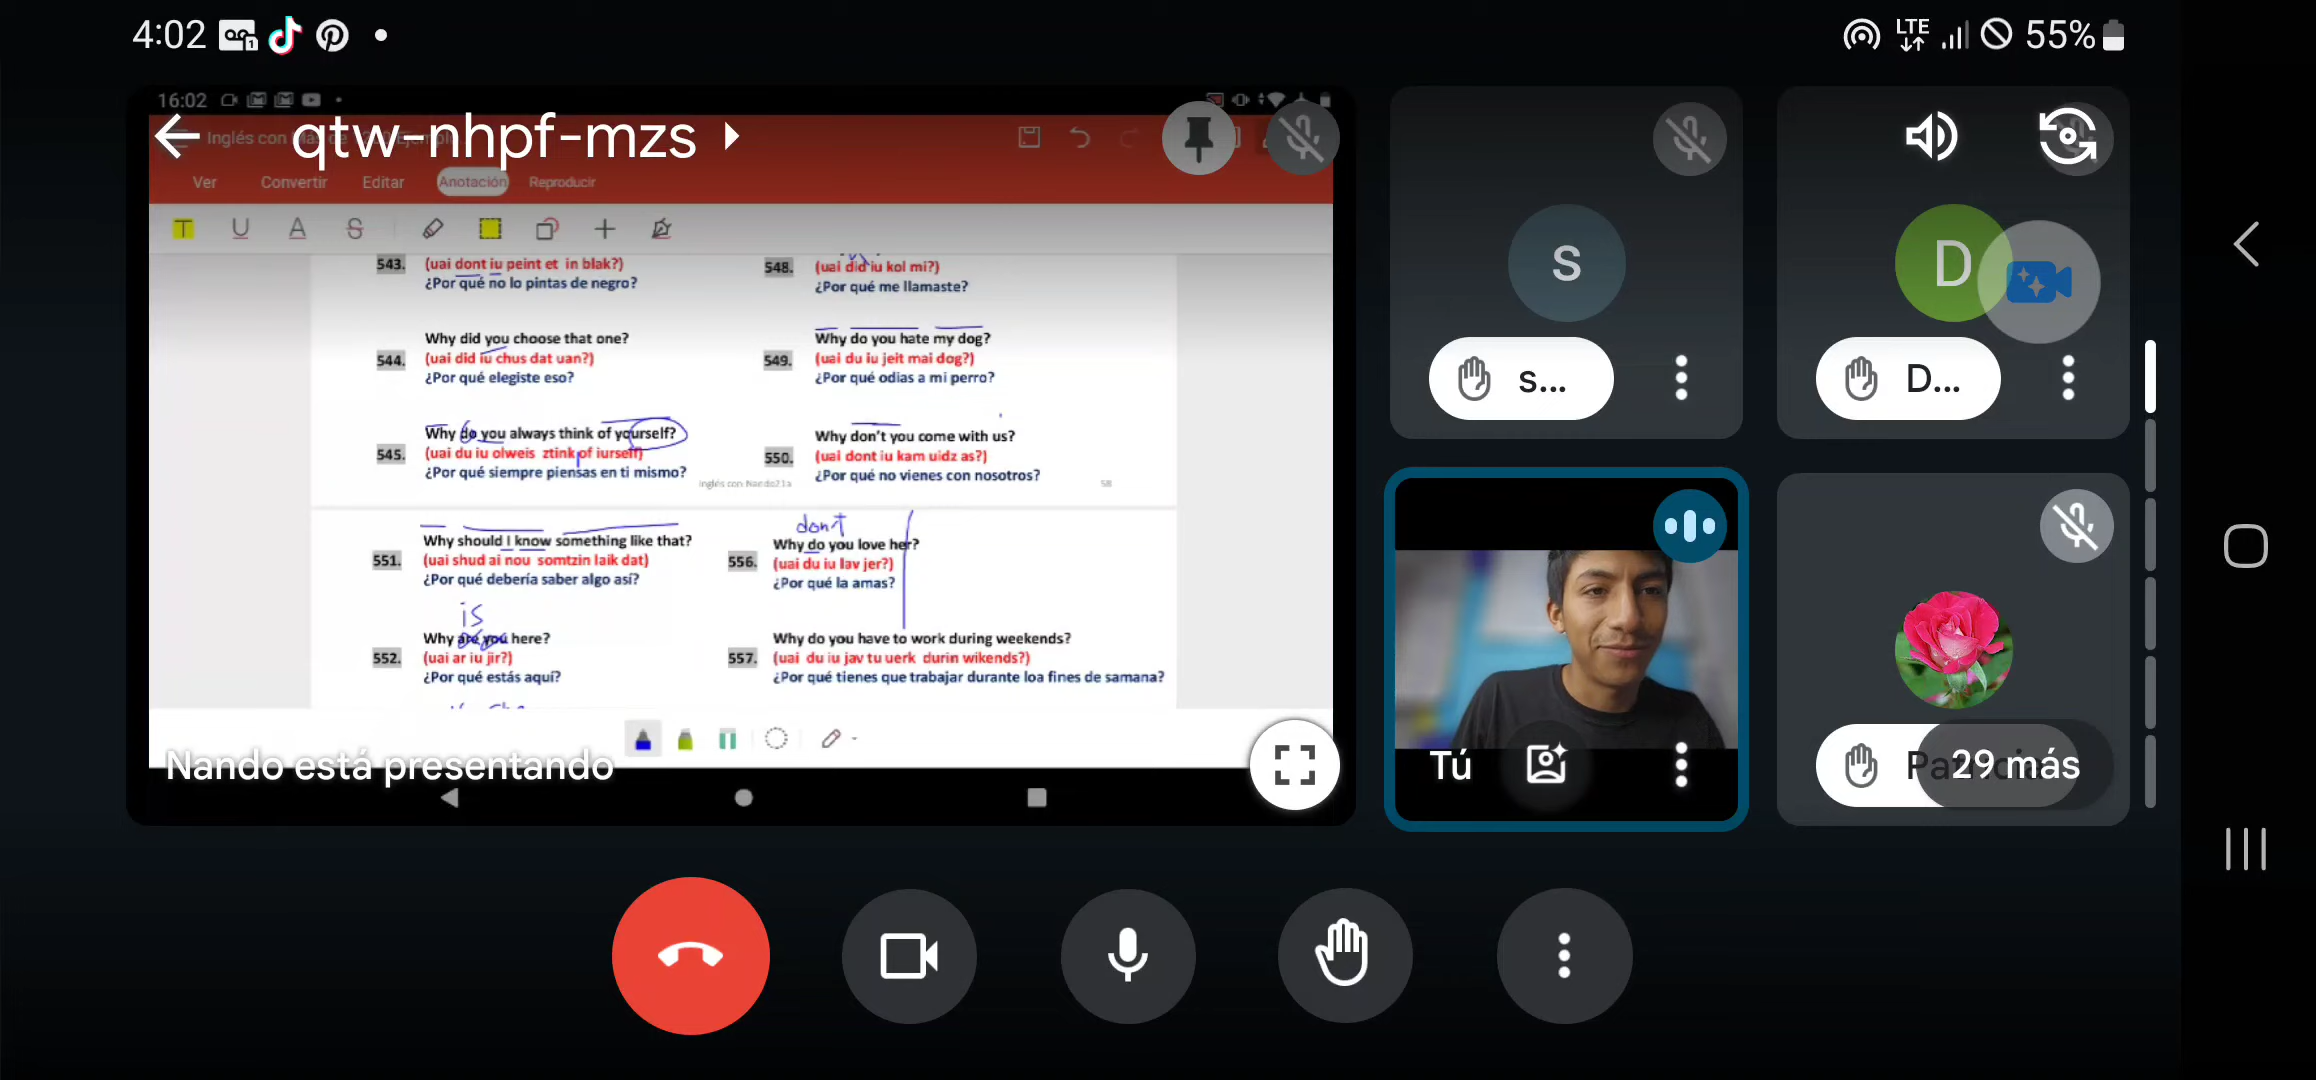 4:02
LTE
55%
16:02
qtw-nhpf-mzs
Inglés con
Ver Convertir Editar Anotación Reproducir
T U A S
543. (uai dont iu peint et in blak?)
¿Por qué no lo pintas de negro?
548. (uai did iu kol mi?)
¿Por qué me llamaste?
Why did you choose that one?
544. (uai did iu chus dat uan?)
¿Por qué elegiste eso?
Why do you hate my dog?
549. (uai du iu jeit mai dog?)
¿Por qué odias a mi perro?
Why do you always think of yourself?
545. (uai du iu olweis ztink of iurself)
¿Por qué siempre piensas en ti mismo?
Why don't you come with us?
550. (uai dont iu kam uidz as?)
¿Por qué no vienes con nosotros?
Inglés con Nando21a
58
Why should I know something like that?
551. (uai shud ai nou somtzin laik dat)
¿Por qué debería saber algo así?
don't
Why do you love her?
556. (uai du iu lav jer?)
¿Por qué la amas?
is
Why are you here?
552. (uai ar iu jir?)
¿Por qué estás aquí?
Why do you have to work during weekends?
557. (uai du iu jav tu uerk durin wikends?)
¿Por qué tienes que trabajar durante loa fines de samana?
Nando está presentando
S
s...
D
D...
Tú
29 más